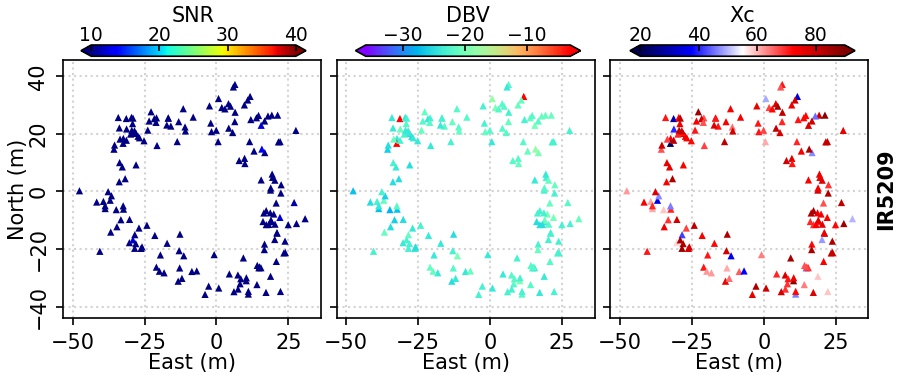 SNR DBV Xc
10 20 30 40 −30 −20 −10 20 40 60 80
40
20
0
−20
−40
North (m)
−50 −25 0 25 −50 −25 0 25 −50 −25 0 25
East (m) East (m) East (m)
IR5209